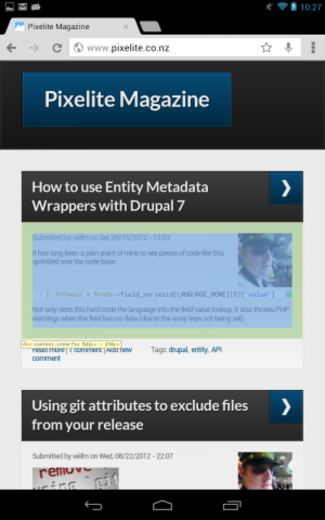 10:27
Pixelite Magazine
www.pixelite.co.nz
Pixelite Magazine
How to use Entity Metadata
Wrappers with Drupal 7
Submitted by wiifm on Sat, 09/15/2012 - 13:53
It has long been a pain point of mine to see pieces of code like this
sprinkled over the code base:
$showid = $node->field_seriesid[LANGUAGE_NONE][0]['value']
Not only does this hard code the language into the field value lookup, it also throws PHP
warnings when the field has no data (due to the array keys not being set).
div.content.clearfix 522px × 238px
Read more | 1 comment | Add new
comment
Tags: drupal, entity, API
Using git attributes to exclude files
from your release
Submitted by wiifm on Wed, 08/22/2012 - 22:07
remove
using git